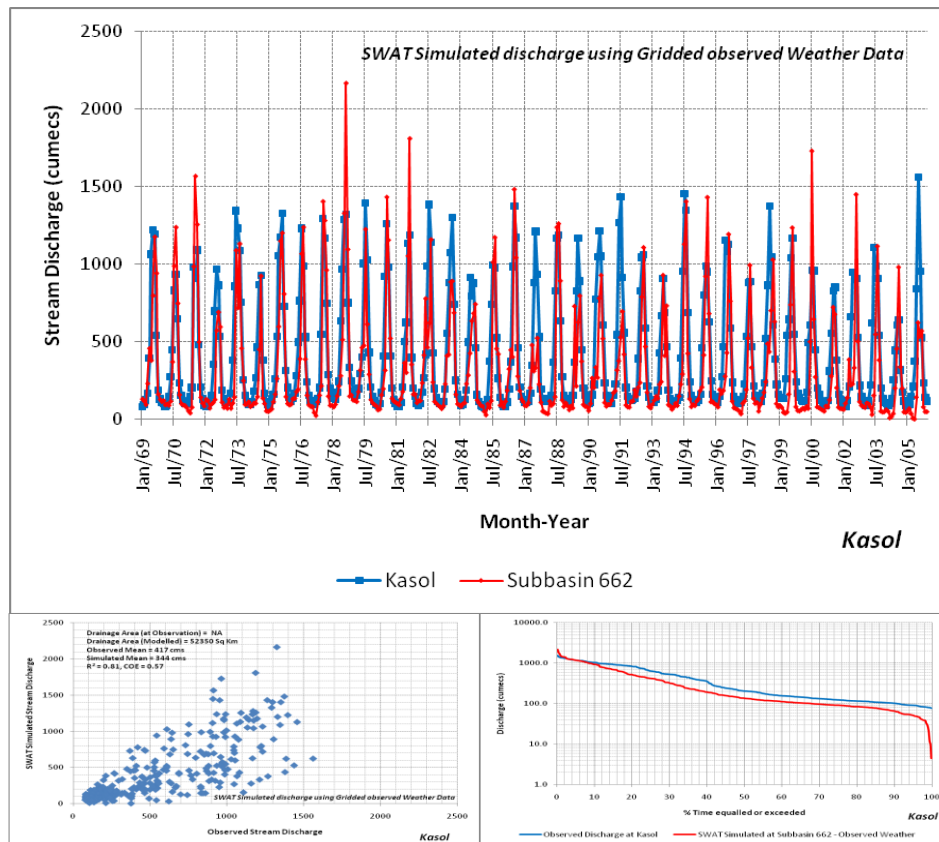 SWAT Simulated discharge using Gridded observed Weather Data
2500
2000
1500
1000
500
0
Stream Discharge (cumecs)
Jan/69
Jul/70
Jan/72
Jul/73
Jan/75
Jul/76
Jan/78
Jul/79
Jan/81
Jul/82
Jan/84
Jul/85
Jan/87
Jul/88
Jan/90
Jul/91
Jan/93
Jul/94
Jan/96
Jul/97
Jan/99
Jul/00
Jan/02
Jul/03
Jan/05
Month-Year
Kasol
Kasol
Subbasin 662
Drainage Area (at Observation) = NA
Drainage Area (Modelled) = 52350 Sq Km
Observed Mean = 417 cms
Simulated Mean = 344 cms
R² = 0.81, COE = 0.57
2500
2000
1500
1000
500
0
SWAT Simulated Stream Discharge
SWAT Simulated discharge using Gridded observed Weather Data
0 500 1000 1500 2000 2500
Observed Stream Discharge
Kasol
10000.0
1000.0
100.0
10.0
1.0
Discharge (cumecs)
0 10 20 30 40 50 60 70 80 90 100
% Time equalled or exceeded
Kasol
Observed Discharge at Kasol
SWAT Simulated at Subbasin 662 - Observed Weather